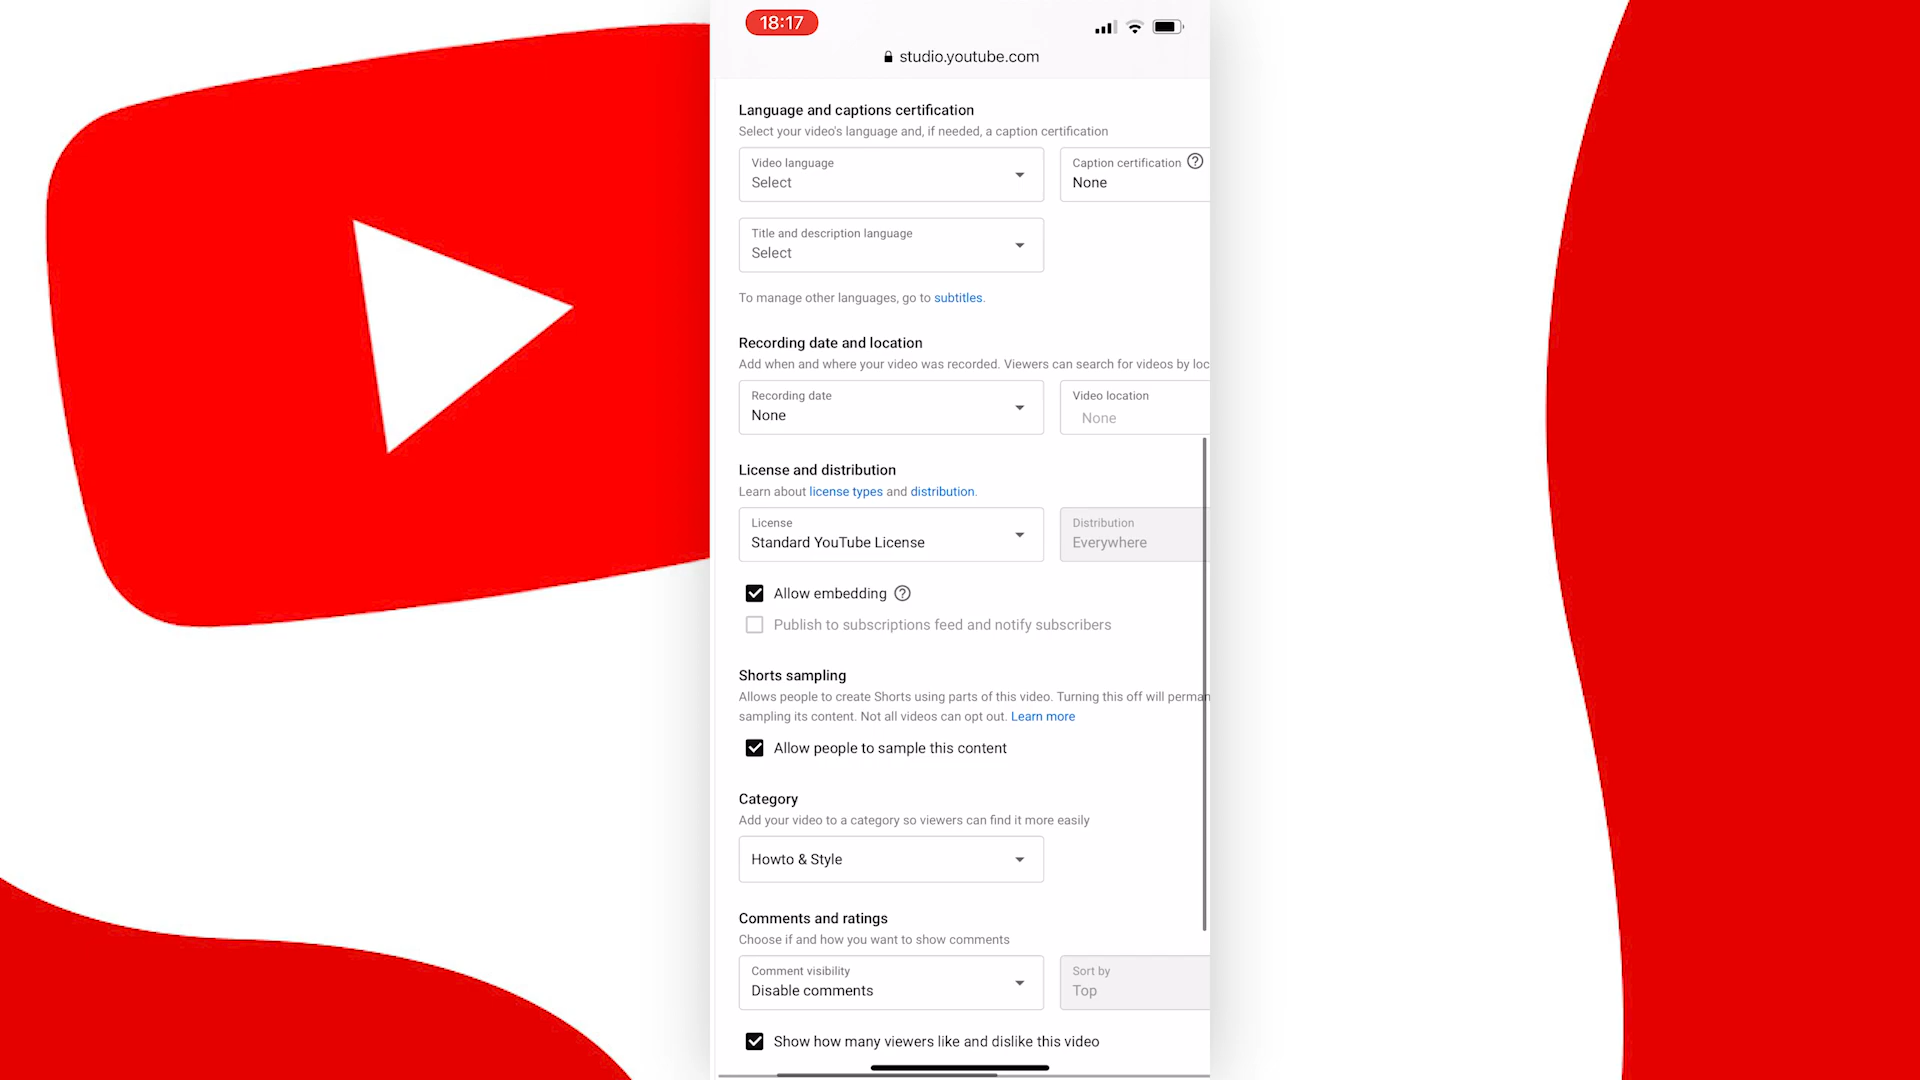 18:17
studio.youtube.com
Language and captions certification
Select your video's language and, if needed, a caption certification
Video language
Select
Caption certification
None
Title and description language
Select
To manage other languages, go to subtitles.
Recording date and location
Add when and where your video was recorded. Viewers can search for videos by loc
Recording date
None
Video location
None
License and distribution
Learn about license types and distribution.
License
Standard YouTube License
Distribution
Everywhere
Allow embedding
Publish to subscriptions feed and notify subscribers
Shorts sampling
Allows people to create Shorts using parts of this video. Turning this off will perman
sampling its content. Not all videos can opt out. Learn more
Allow people to sample this content
Category
Add your video to a category so viewers can find it more easily
Howto & Style
Comments and ratings
Choose if and how you want to show comments
Comment visibility
Disable comments
Sort by
Top
Show how many viewers like and dislike this video